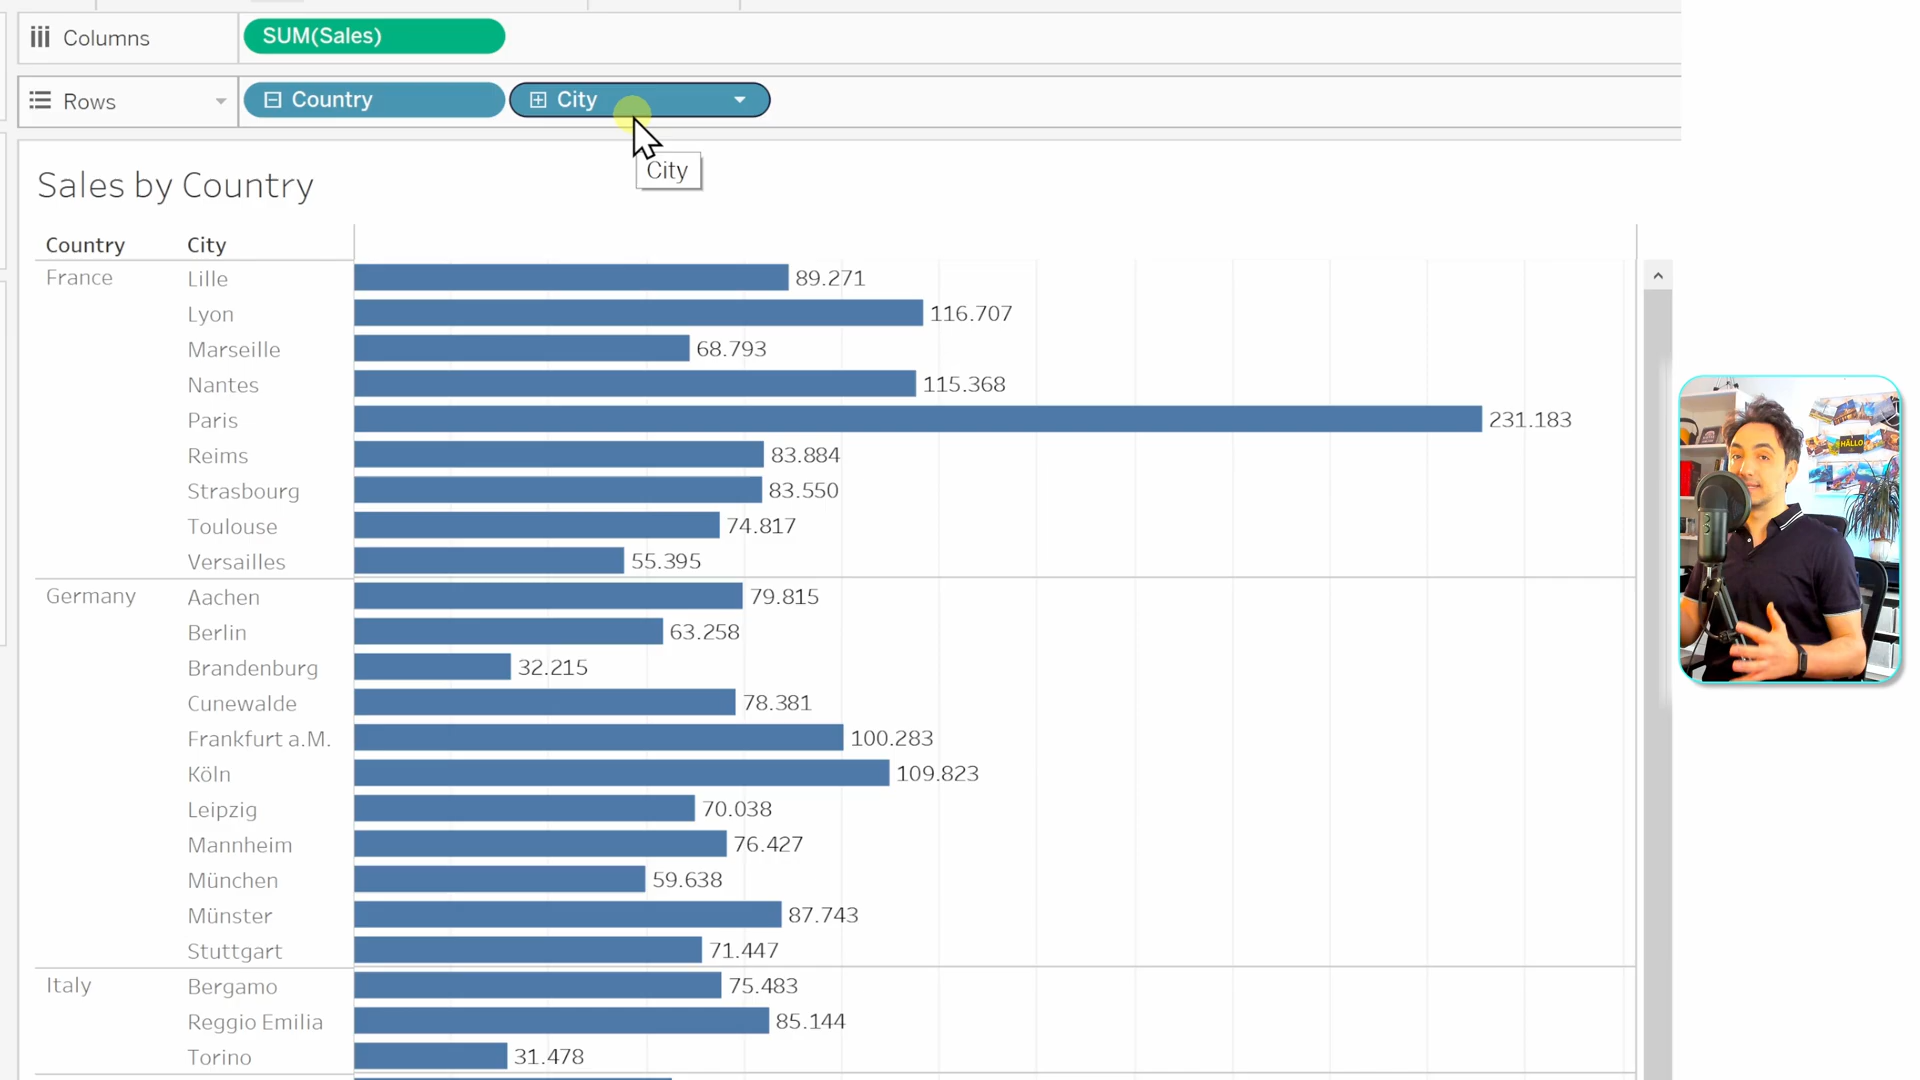 Columns SUM(Sales)
Rows Country City
City
Sales by Country
Country City
France Lille 89.271
Lyon 116.707
Marseille 68.793
Nantes 115.368
Paris 231.183
Reims 83.884
Strasbourg 83.550
Toulouse 74.817
Versailles 55.395
Germany Aachen 79.815
Berlin 63.258
Brandenburg 32.215
Cunewalde 78.381
Frankfurt a.M. 100.283
Köln 109.823
Leipzig 70.038
Mannheim 76.427
München 59.638
Münster 87.743
Stuttgart 71.447
Italy Bergamo 75.483
Reggio Emilia 85.144
Torino 31.478
HALLO